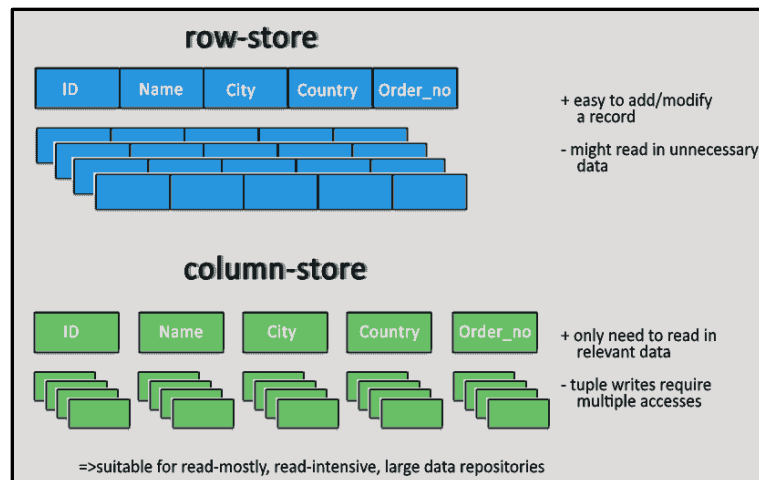 row-store
ID Name City Country Order_no
+ easy to add/modify
a record
- might read in unnecessary
data
column-store
ID Name City Country Order_no
+ only need to read in
relevant data
- tuple writes require
multiple accesses
=>suitable for read-mostly, read-intensive, large data repositories